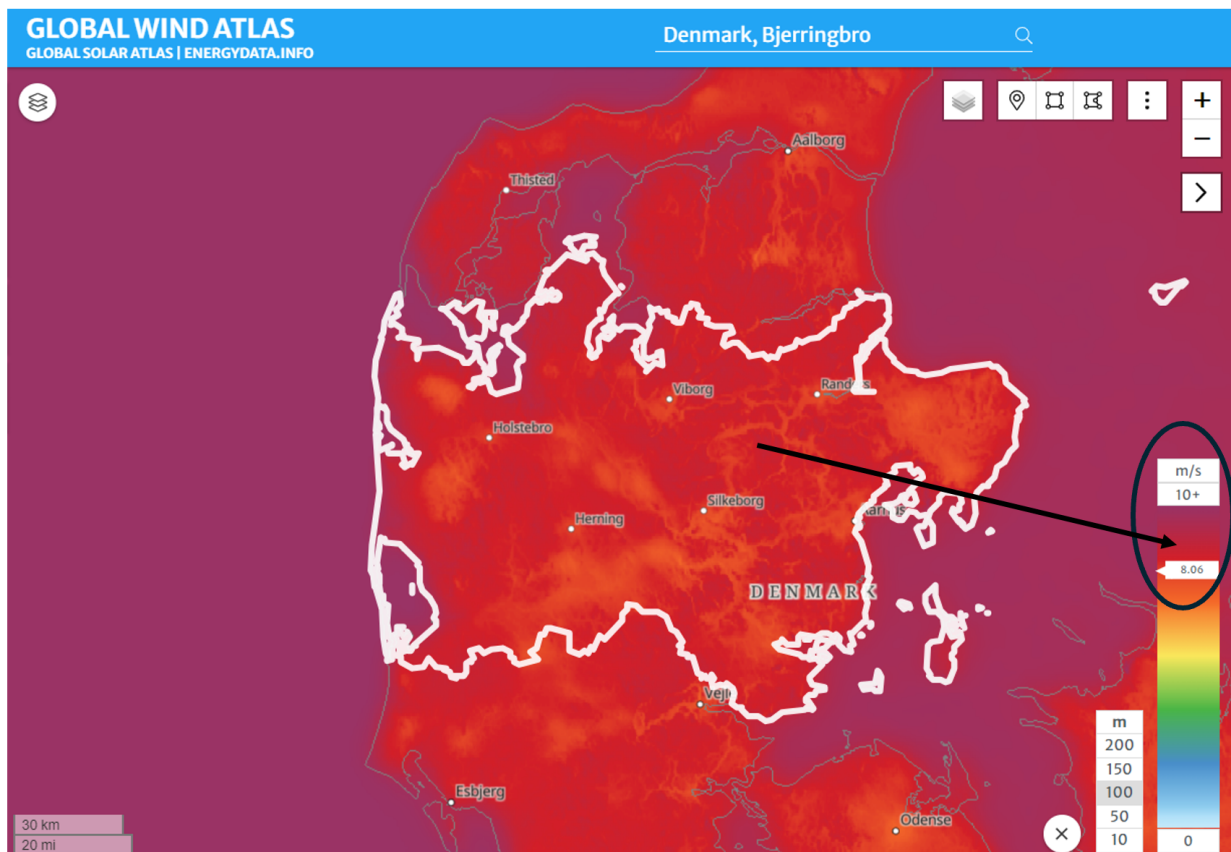 GLOBAL WIND ATLAS
GLOBAL SOLAR ATLAS | ENERGYDATA.INFO
Denmark, Bjerringbro
+
−
Aalborg
Thisted
Viborg
Randers
Holstebro
Silkeborg
Herning
DENMARK
Vejle
Esbjerg
Odense
m/s
10+
8.06
0
m
200
150
100
50
10
30 km
20 mi